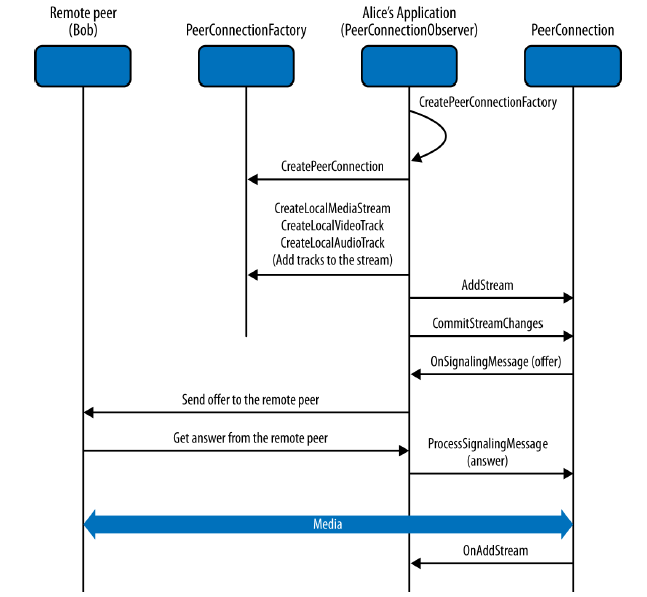 Remote peer
(Bob)
PeerConnectionFactory
Alice's Application
(PeerConnectionObserver)
PeerConnection
CreatePeerConnectionFactory
CreatePeerConnection
CreateLocalMediaStream
CreateLocalVideoTrack
CreateLocalAudioTrack
(Add tracks to the stream)
AddStream
CommitStreamChanges
OnSignalingMessage (offer)
Send offer to the remote peer
Get answer from the remote peer
ProcessSignalingMessage
(answer)
Media
OnAddStream